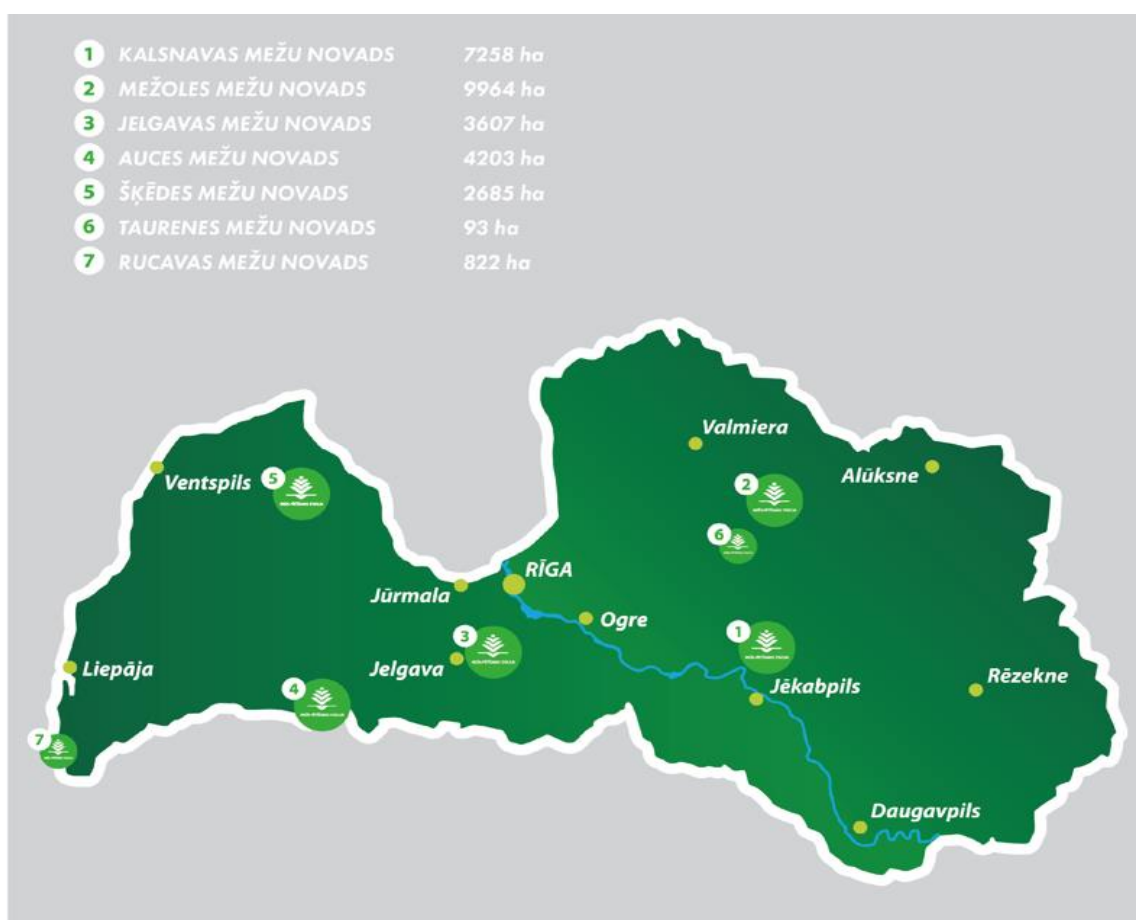 1 KALSNAVAS MEŽU NOVADS 7258 ha
2 MEŽOLES MEŽU NOVADS 9964 ha
3 JELGAVAS MEŽU NOVADS 3607 ha
4 AUCES MEŽU NOVADS 4203 ha
5 ŠĶĒDES MEŽU NOVADS 2685 ha
6 TAURENES MEŽU NOVADS 93 ha
7 RUCAVAS MEŽU NOVADS 822 ha
Valmiera
Alūksne
Ventspils
5
2
6
RĪGA
Jūrmala
Ogre
3
1
Liepāja
Jelgava
Rēzekne
4
Jēkabpils
7
Daugavpils